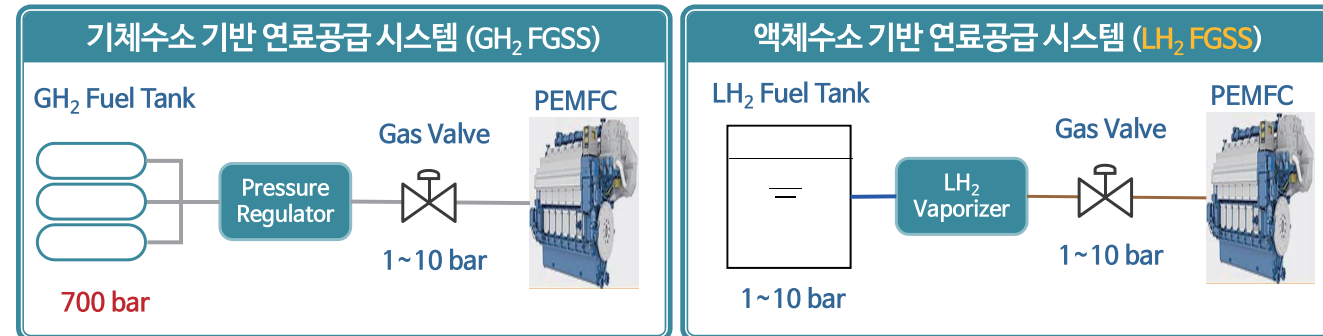 기체수소 기반 연료공급 시스템 (GH₂ FGSS)
GH₂ Fuel Tank
PEMFC
Gas Valve
Pressure
Regulator
1~10 bar
700 bar
액체수소 기반 연료공급 시스템 (LH₂ FGSS)
LH₂ Fuel Tank
PEMFC
Gas Valve
LH₂
Vaporizer
1~10 bar
1~10 bar